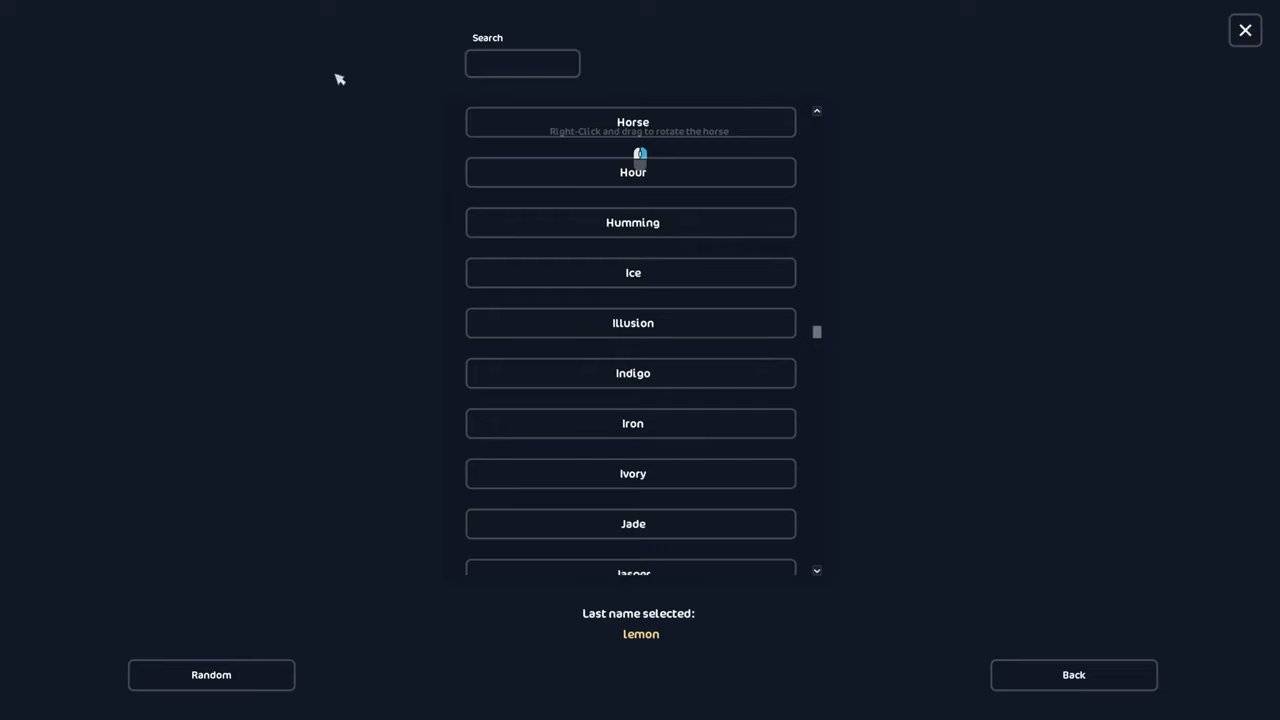 Search
Horse
Right-Click and drag to rotate the horse
Hour
Humming
Ice
Illusion
Indigo
Iron
Ivory
Jade
Jasper
Last name selected:
lemon
Random
Back